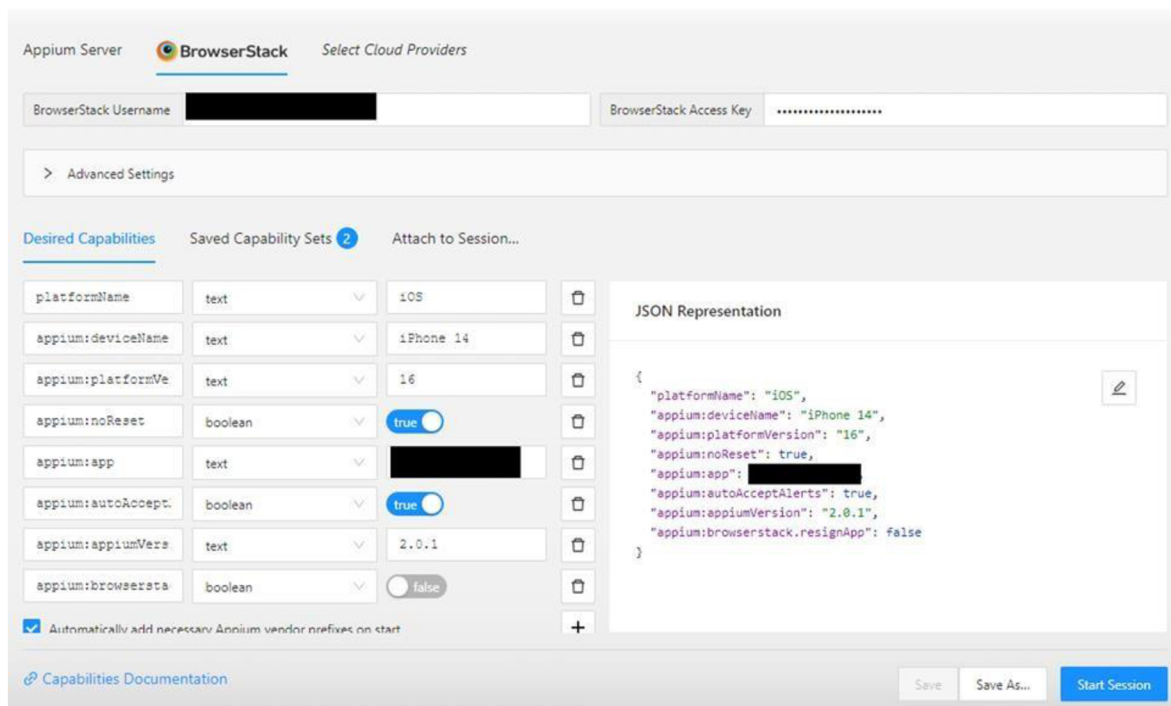 Appium Server BrowserStack Select Cloud Providers
BrowserStack Username BrowserStack Access Key ••••••••••••••••••••
> Advanced Settings
Desired Capabilities Saved Capability Sets 2 Attach to Session...
platformName text iOS
appium:deviceName text iPhone 14
appium:platformVe text 16
appium:noReset boolean true
appium:app text
appium:autoAccept. boolean true
appium:appiumVers text 2.0.1
appium:browsersta boolean false
Automatically add necessary Appium vendor prefixes on start
JSON Representation
{
"platformName": "iOS",
"appium:deviceName": "iPhone 14",
"appium:platformVersion": "16",
"appium:noReset": true,
"appium:app": ,
"appium:autoAcceptAlerts": true,
"appium:appiumVersion": "2.0.1",
"appium:browserstack.resignApp": false
}
Capabilities Documentation Save Save As... Start Session